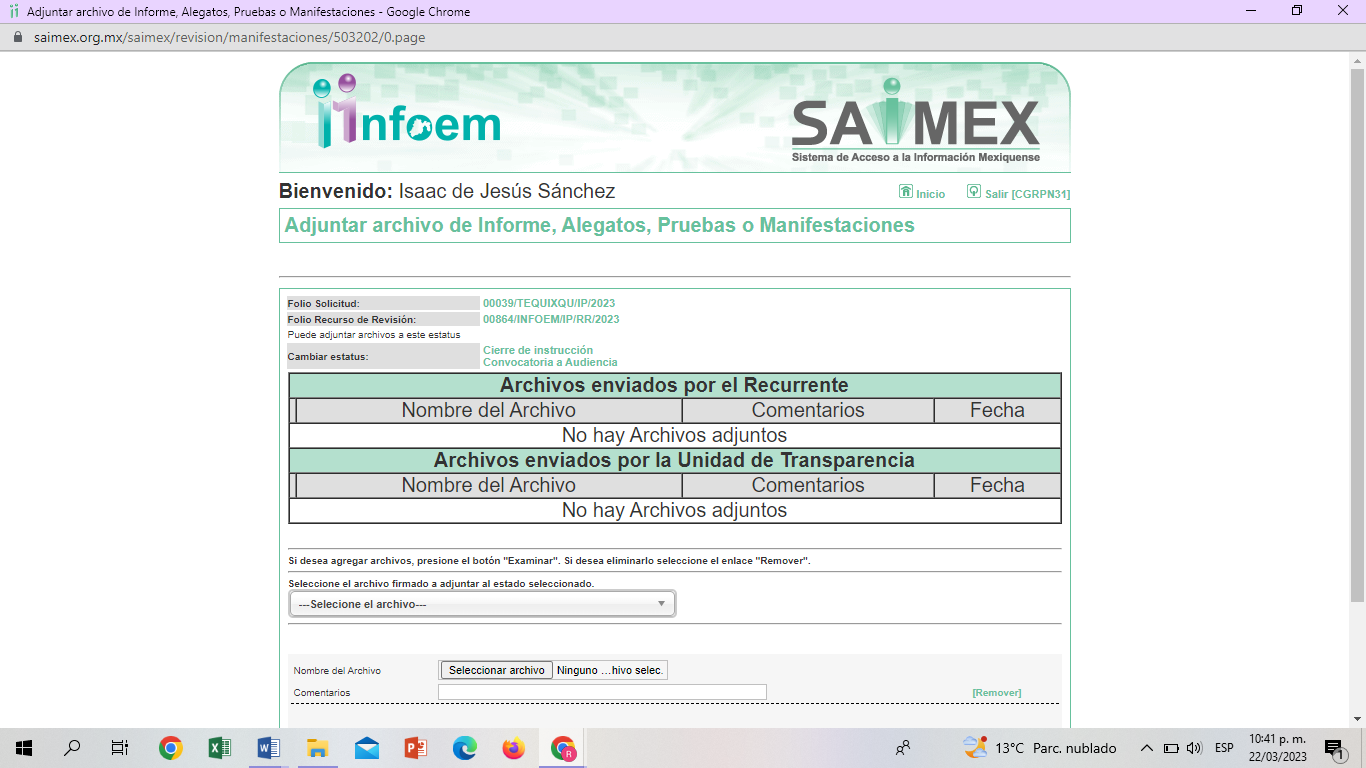 Adjuntar archivo de Informe, Alegatos, Pruebas o Manifestaciones - Google Chrome
saimex.org.mx/saimex/revision/manifestaciones/503202/0.page
infoem
SAIMEX
Sistema de Acceso a la Información Mexiquense
Bienvenido: Isaac de Jesús Sánchez
Inicio Salir [CGRPN31]
Adjuntar archivo de Informe, Alegatos, Pruebas o Manifestaciones
Folio Solicitud: 00039/TEQUIXQU/IP/2023
Folio Recurso de Revisión: 00864/INFOEM/IP/RR/2023
Puede adjuntar archivos a este estatus
Cambiar estatus: Cierre de instrucción
Convocatoria a Audiencia
Archivos enviados por el Recurrente
Nombre del Archivo Comentarios Fecha
No hay Archivos adjuntos
Archivos enviados por la Unidad de Transparencia
Nombre del Archivo Comentarios Fecha
No hay Archivos adjuntos
Si desea agregar archivos, presione el botón "Examinar". Si desea eliminarlo seleccione el enlace "Remover".
Seleccione el archivo firmado a adjuntar al estado seleccionado.
---Selecione el archivo---
Nombre del Archivo Seleccionar archivo Ninguno ...hivo selec.
Comentarios [Remover]
13°C Parc. nublado ESP 10:41 p. m.
22/03/2023 1